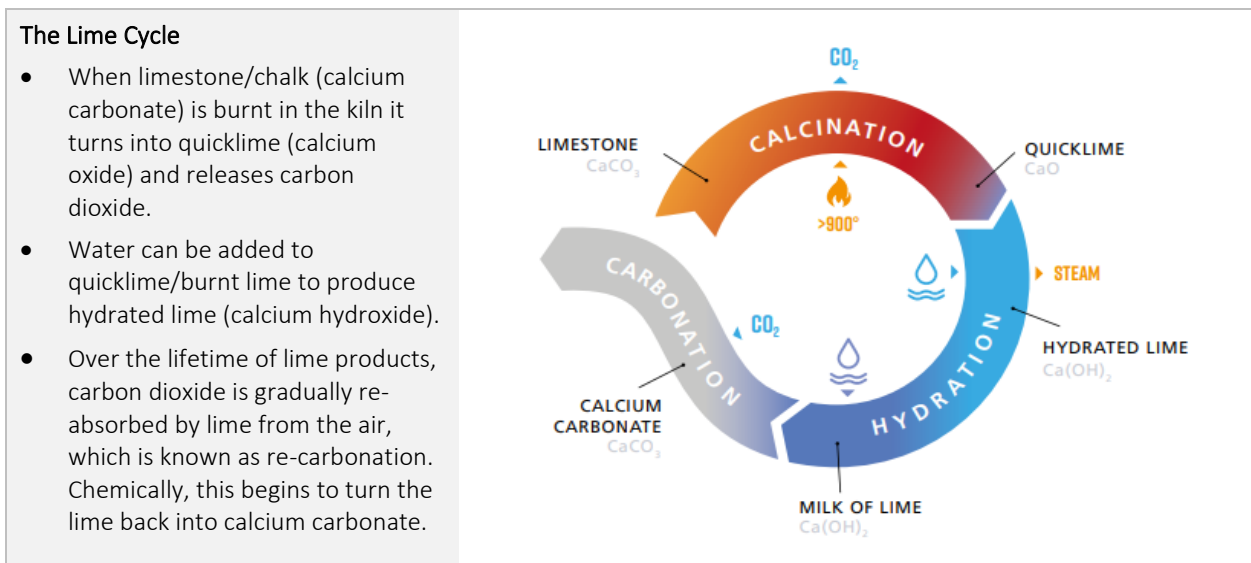 The Lime Cycle
• When limestone/chalk (calcium
carbonate) is burnt in the kiln it
turns into quicklime (calcium
oxide) and releases carbon
dioxide.
• Water can be added to
quicklime/burnt lime to produce
hydrated lime (calcium hydroxide).
• Over the lifetime of lime products,
carbon dioxide is gradually re-
absorbed by lime from the air,
which is known as re-carbonation.
Chemically, this begins to turn the
lime back into calcium carbonate.
CO₂
CALCINATION
LIMESTONE
CaCO₃
QUICKLIME
CaO
>900°
STEAM
HYDRATION
HYDRATED LIME
Ca(OH)₂
CARBONATION
CO₂
CALCIUM
CARBONATE
CaCO₃
MILK OF LIME
Ca(OH)₂